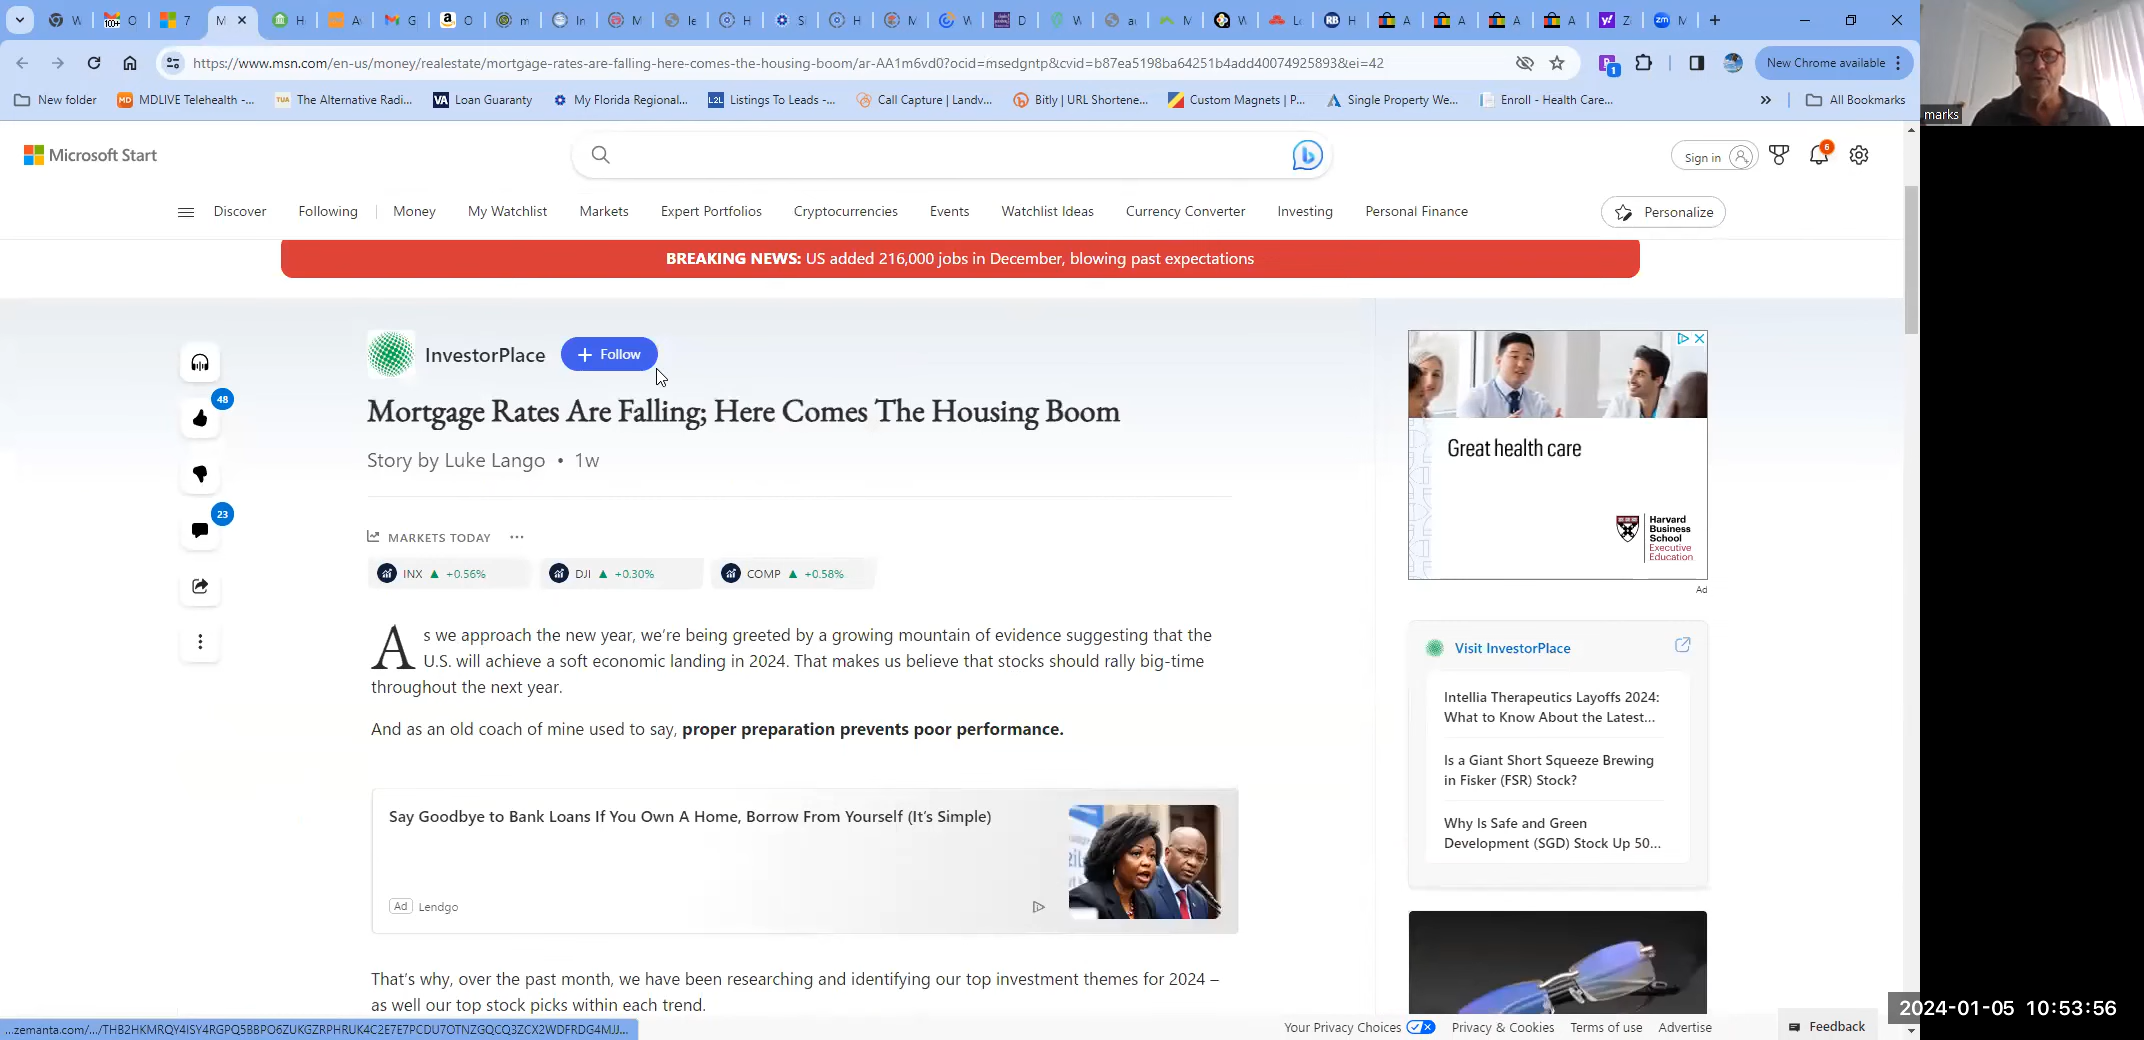 W
100+
O
7
M
H
A
G
O
m
In
M
le
H
S
H
M
W
D
W
a
M
W
L
RB
H
A
A
A
A
Z
zm
M
https://www.msn.com/en-us/money/realestate/mortgage-rates-are-falling-here-comes-the-housing-boom/ar-AA1m6vd0?ocid=msedgntp&cvid=b87ea5198ba64251b4add40074925893&ei=42
1
New Chrome available
New folder
MD MDLIVE Telehealth -...
TUA The Alternative Radi...
VA Loan Guaranty
My Florida Regional...
L2L Listings To Leads -...
Call Capture | Landv...
Bitly | URL Shortene...
Custom Magnets | P...
Single Property We...
Enroll - Health Care...
All Bookmarks
marks
Microsoft Start
Sign in
6
Discover
Following
Money
My Watchlist
Markets
Expert Portfolios
Cryptocurrencies
Events
Watchlist Ideas
Currency Converter
Investing
Personal Finance
Personalize
BREAKING NEWS: US added 216,000 jobs in December, blowing past expectations
InvestorPlace
+ Follow
48
23
Mortgage Rates Are Falling; Here Comes The Housing Boom
Story by Luke Lango • 1w
MARKETS TODAY ...
INX ▲ +0.56%
DJI ▲ +0.30%
COMP ▲ +0.58%
As we approach the new year, we're being greeted by a growing mountain of evidence suggesting that the
U.S. will achieve a soft economic landing in 2024. That makes us believe that stocks should rally big-time
throughout the next year.
And as an old coach of mine used to say, proper preparation prevents poor performance.
Say Goodbye to Bank Loans If You Own A Home, Borrow From Yourself (It's Simple)
Ad Lendgo
That's why, over the past month, we have been researching and identifying our top investment themes for 2024 –
as well our top stock picks within each trend.
Great health care
Harvard
Business
School
Executive
Education
Ad
Visit InvestorPlace
Intellia Therapeutics Layoffs 2024:
What to Know About the Latest...
Is a Giant Short Squeeze Brewing
in Fisker (FSR) Stock?
Why Is Safe and Green
Development (SGD) Stock Up 50...
Your Privacy Choices
Privacy & Cookies
Terms of use
Advertise
Feedback
2024-01-05 10:53:56